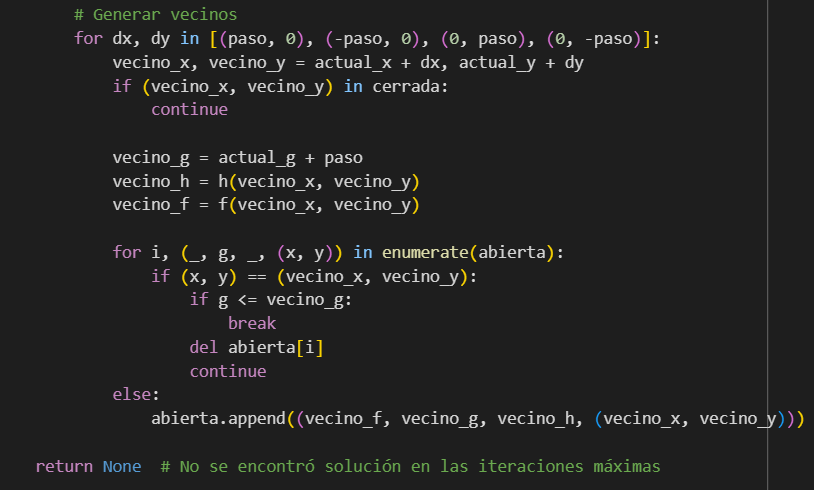 # Generar vecinos
for dx, dy in [(paso, 0), (-paso, 0), (0, paso), (0, -paso)]:
vecino_x, vecino_y = actual_x + dx, actual_y + dy
if (vecino_x, vecino_y) in cerrada:
continue
vecino_g = actual_g + paso
vecino_h = h(vecino_x, vecino_y)
vecino_f = f(vecino_x, vecino_y)
for i, (_, g, _, (x, y)) in enumerate(abierta):
if (x, y) == (vecino_x, vecino_y):
if g <= vecino_g:
break
del abierta[i]
continue
else:
abierta.append((vecino_f, vecino_g, vecino_h, (vecino_x, vecino_y)))
return None  # No se encontró solución en las iteraciones máximas